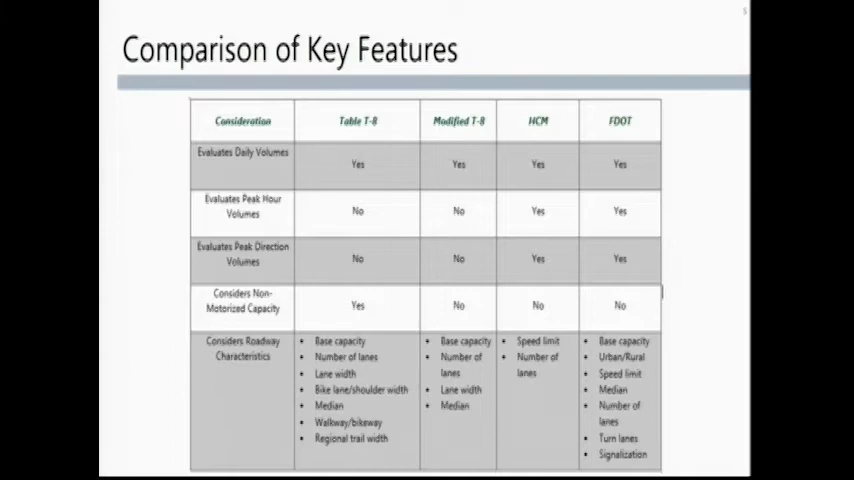 5
Comparison of Key Features
Consideration Table T-8 Modified T-8 HCM FDOT
Evaluates Daily Volumes Yes Yes Yes Yes
Evaluates Peak Hour
Volumes No No Yes Yes
Evaluates Peak Direction
Volumes No No Yes Yes
Considers Non-
Motorized Capacity Yes No No No
Considers Roadway
Characteristics
• Base capacity
• Number of lanes
• Lane width
• Bike lane/shoulder width
• Median
• Walkway/bikeway
• Regional trail width
• Base capacity
• Number of
lanes
• Lane width
• Median
• Speed limit
• Number of
lanes
• Base capacity
• Urban/Rural
• Speed limit
• Median
• Number of
lanes
• Turn lanes
• Signalization